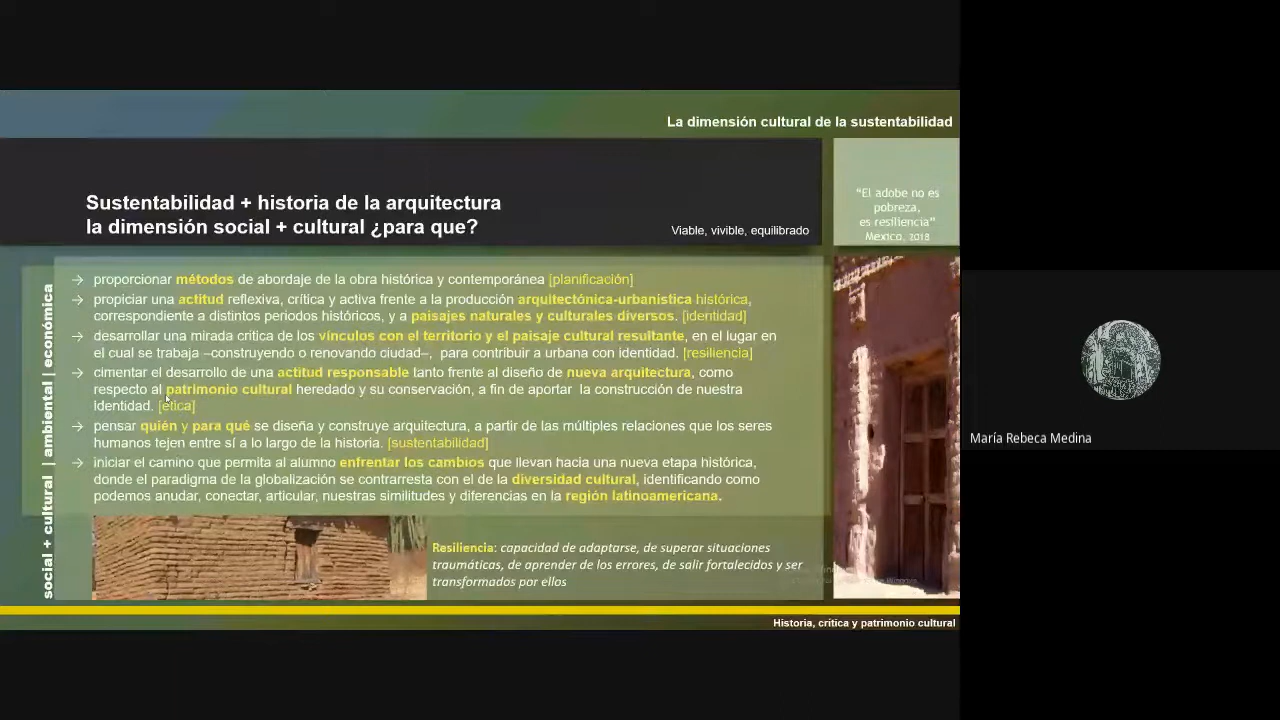 La dimensión cultural de la sustentabilidad
Sustentabilidad + historia de la arquitectura
la dimensión social + cultural ¿para que?
Viable, vivible, equilibrado
“El adobe no es
pobreza,
es resiliencia”
México, 2018
social + cultural | ambiental | económica
→ proporcionar métodos de abordaje de la obra histórica y contemporánea [planificación]
→ propiciar una actitud reflexiva, crítica y activa frente a la producción arquitectónica-urbanística histórica,
correspondiente a distintos periodos históricos, y a paisajes naturales y culturales diversos. [identidad]
→ desarrollar una mirada crítica de los vínculos con el territorio y el paisaje cultural resultante, en el lugar en
el cual se trabaja –construyendo o renovando ciudad–, para contribuir a urbana con identidad. [resiliencia]
→ cimentar el desarrollo de una actitud responsable tanto frente al diseño de nueva arquitectura, como
respecto al patrimonio cultural heredado y su conservación, a fin de aportar la construcción de nuestra
identidad. [ética]
→ pensar quién y para qué se diseña y construye arquitectura, a partir de las múltiples relaciones que los seres
humanos tejen entre sí a lo largo de la historia. [sustentabilidad]
→ iniciar el camino que permita al alumno enfrentar los cambios que llevan hacia una nueva etapa histórica,
donde el paradigma de la globalización se contrarresta con el de la diversidad cultural, identificando como
podemos anudar, conectar, articular, nuestras similitudes y diferencias en la región latinoamericana.
Resiliencia: capacidad de adaptarse, de superar situaciones
traumáticas, de aprender de los errores, de salir fortalecidos y ser
transformados por ellos
Historia, crítica y patrimonio cultural
María Rebeca Medina